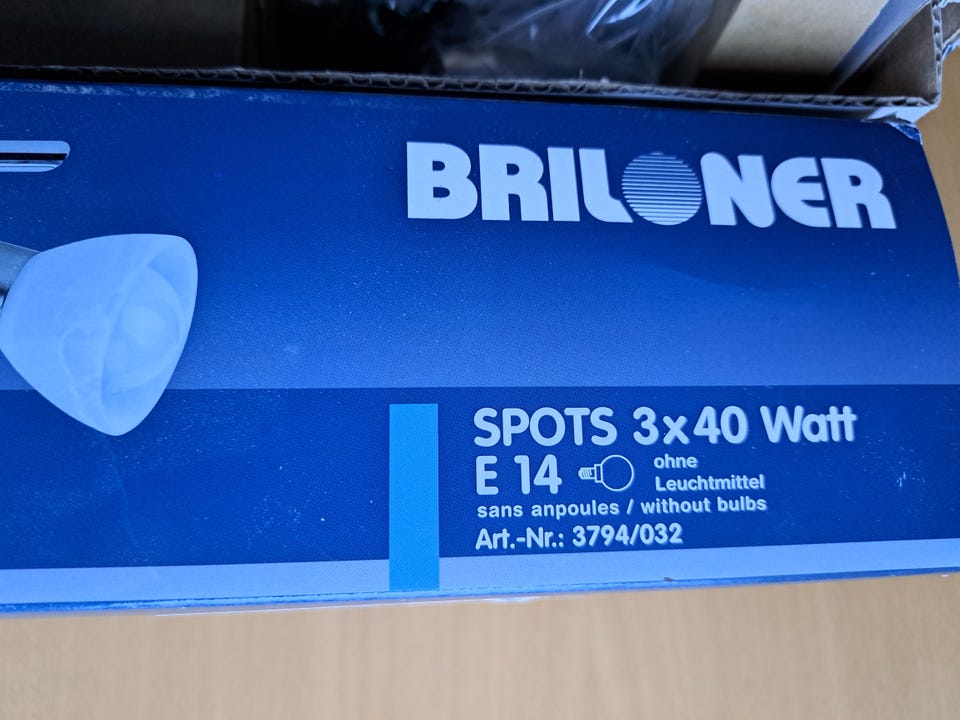 BRILONER
SPOTS 3x40 Watt
E 14 ohne
Leuchtmittel
sans anpoules / without bulbs
Art.-Nr.: 3794/032